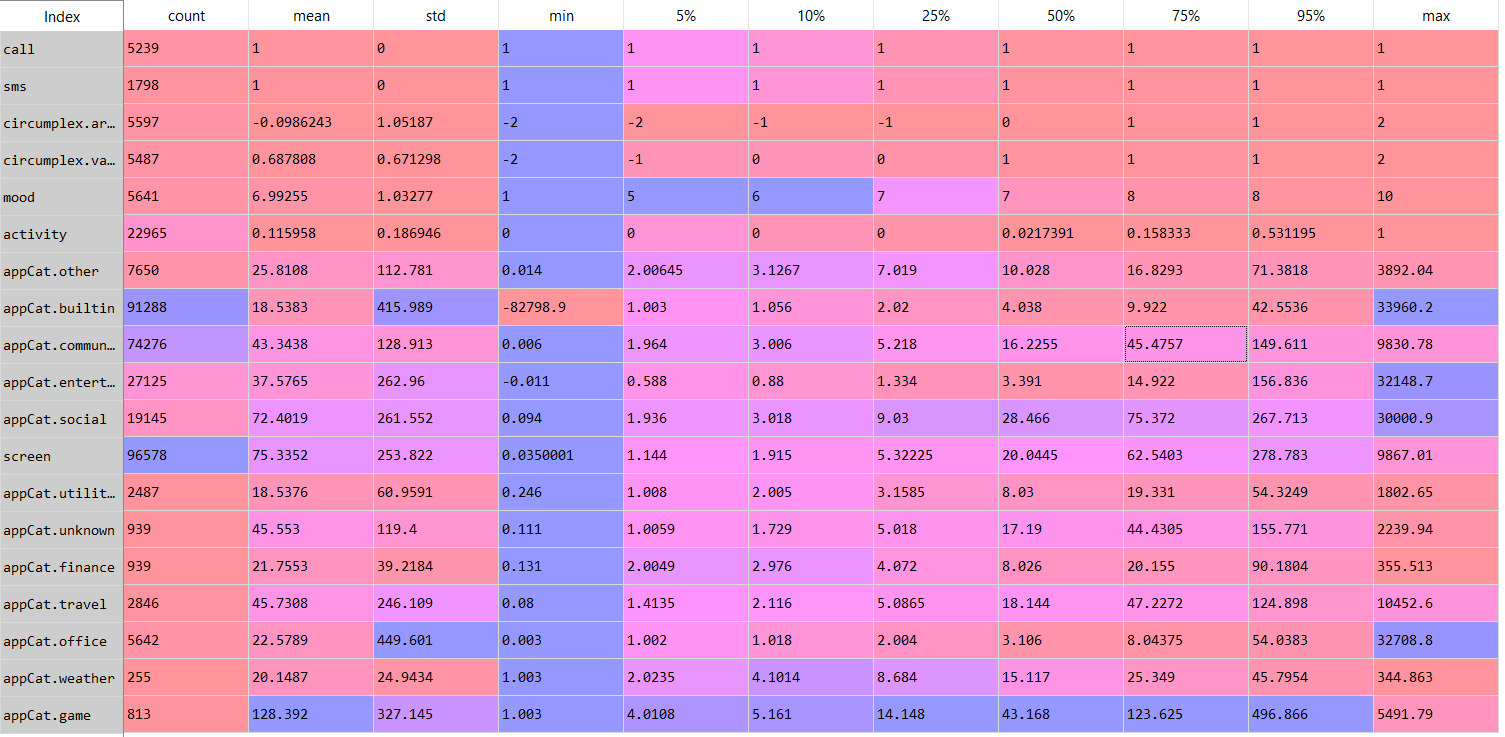 Index count mean std min 5% 10% 25% 50% 75% 95% max
call 5239 1 0 1 1 1 1 1 1 1 1
sms 1798 1 0 1 1 1 1 1 1 1 1
circumplex.ar… 5597 -0.0986243 1.05187 -2 -2 -1 -1 0 1 1 2
circumplex.va… 5487 0.687808 0.671298 -2 -1 0 0 1 1 1 2
mood 5641 6.99255 1.03277 1 5 6 7 7 8 8 10
activity 22965 0.115958 0.186946 0 0 0 0 0.0217391 0.158333 0.531195 1
appCat.other 7650 25.8108 112.781 0.014 2.00645 3.1267 7.019 10.028 16.8293 71.3818 3892.04
appCat.builtin 91288 18.5383 415.989 -82798.9 1.003 1.056 2.02 4.038 9.922 42.5536 33960.2
appCat.commun… 74276 43.3438 128.913 0.006 1.964 3.006 5.218 16.2255 45.4757 149.611 9830.78
appCat.entert… 27125 37.5765 262.96 -0.011 0.588 0.88 1.334 3.391 14.922 156.836 32148.7
appCat.social 19145 72.4019 261.552 0.094 1.936 3.018 9.03 28.466 75.372 267.713 30000.9
screen 96578 75.3352 253.822 0.0350001 1.144 1.915 5.32225 20.0445 62.5403 278.783 9867.01
appCat.utilit… 2487 18.5376 60.9591 0.246 1.008 2.005 3.1585 8.03 19.331 54.3249 1802.65
appCat.unknown 939 45.553 119.4 0.111 1.0059 1.729 5.018 17.19 44.4305 155.771 2239.94
appCat.finance 939 21.7553 39.2184 0.131 2.0049 2.976 4.072 8.026 20.155 90.1804 355.513
appCat.travel 2846 45.7308 246.109 0.08 1.4135 2.116 5.0865 18.144 47.2272 124.898 10452.6
appCat.office 5642 22.5789 449.601 0.003 1.002 1.018 2.004 3.106 8.04375 54.0383 32708.8
appCat.weather 255 20.1487 24.9434 1.003 2.0235 4.1014 8.684 15.117 25.349 45.7954 344.863
appCat.game 813 128.392 327.145 1.003 4.0108 5.161 14.148 43.168 123.625 496.866 5491.79